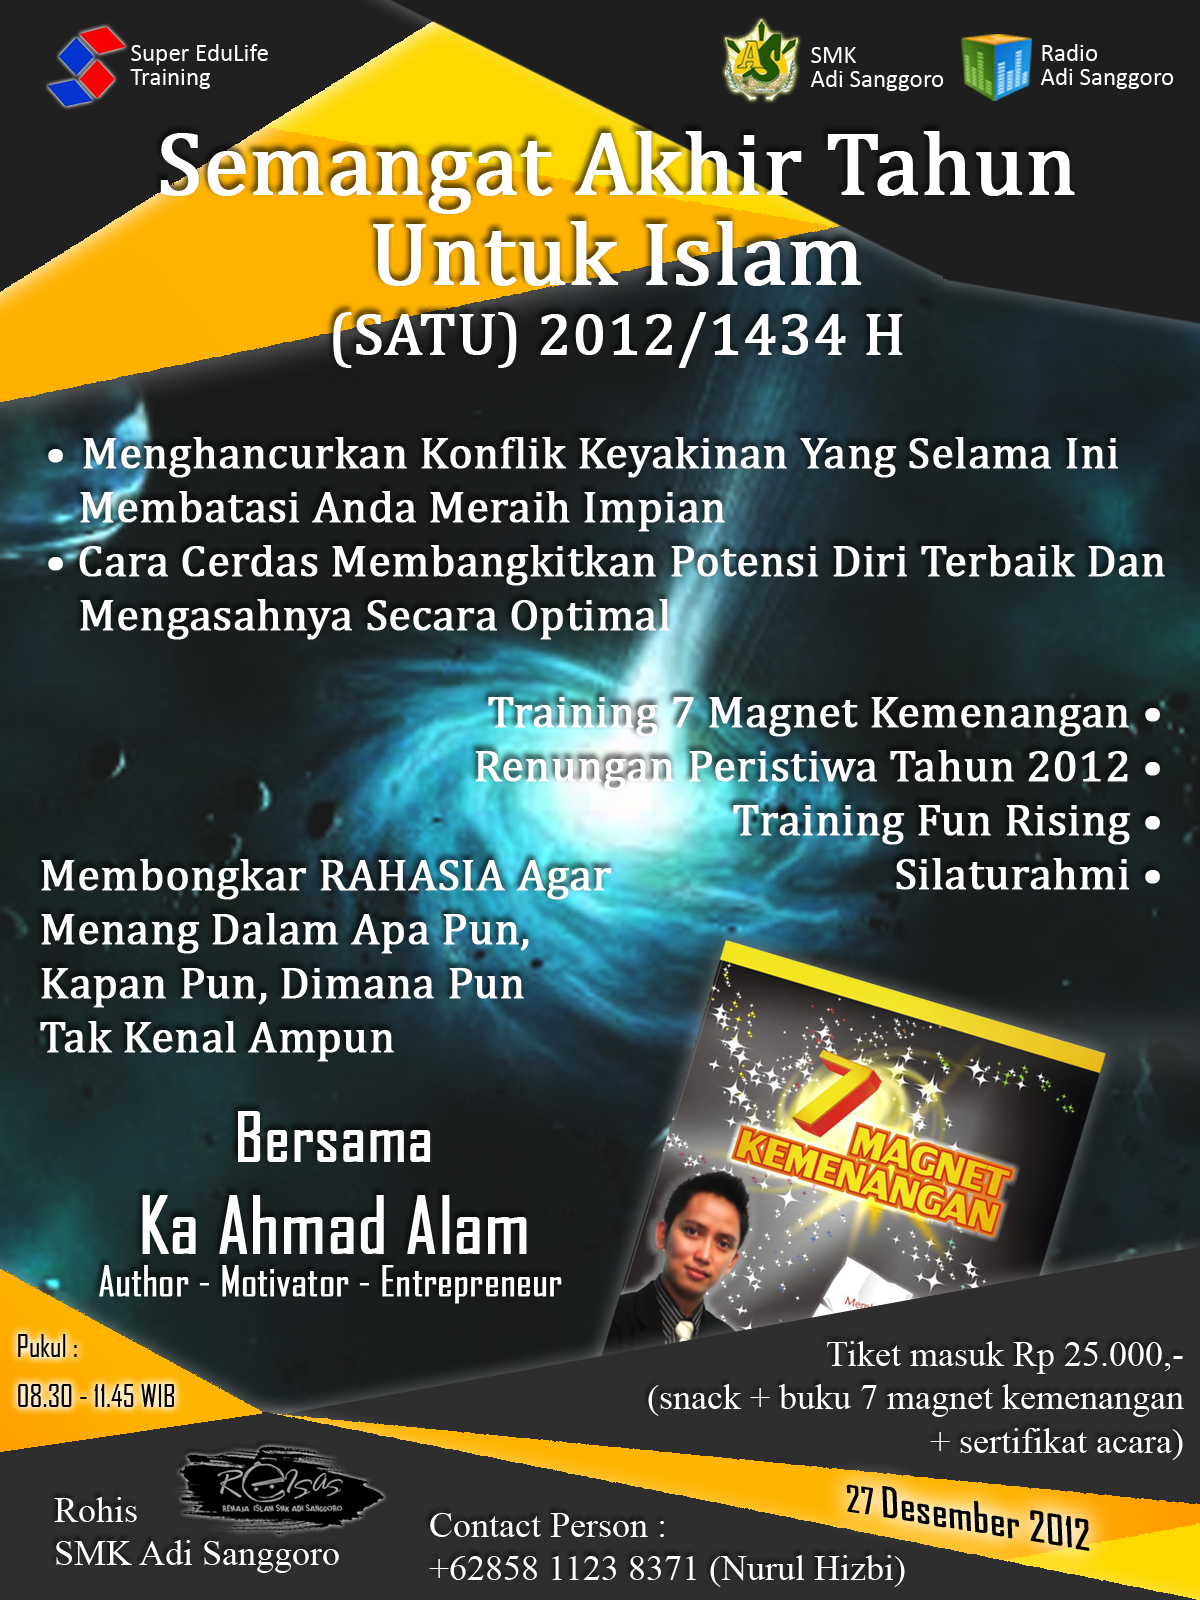 Super EduLife
Training
SMK
Adi Sanggoro
Radio
Adi Sanggoro
AS
Semangat Akhir Tahun
Untuk Islam
(SATU) 2012/1434 H
• Menghancurkan Konflik Keyakinan Yang Selama Ini
Membatasi Anda Meraih Impian
• Cara Cerdas Membangkitkan Potensi Diri Terbaik Dan
Mengasahnya Secara Optimal
Training 7 Magnet Kemenangan •
Renungan Peristiwa Tahun 2012 •
Training Fun Rising •
Silaturahmi •
Membongkar RAHASIA Agar
Menang Dalam Apa Pun,
Kapan Pun, Dimana Pun
Tak Kenal Ampun
7
MAGNET
KEMENANGAN
Bersama
Ka Ahmad Alam
Author - Motivator - Entrepreneur
Pukul :
08.30 - 11.45 WIB
Tiket masuk Rp 25.000,-
(snack + buku 7 magnet kemenangan
+ sertifikat acara)
27 Desember 2012
Relsas
REMAJA ISLAM SMK ADI SANGGORO
Rohis
SMK Adi Sanggoro
Contact Person :
+62858 1123 8371 (Nurul Hizbi)